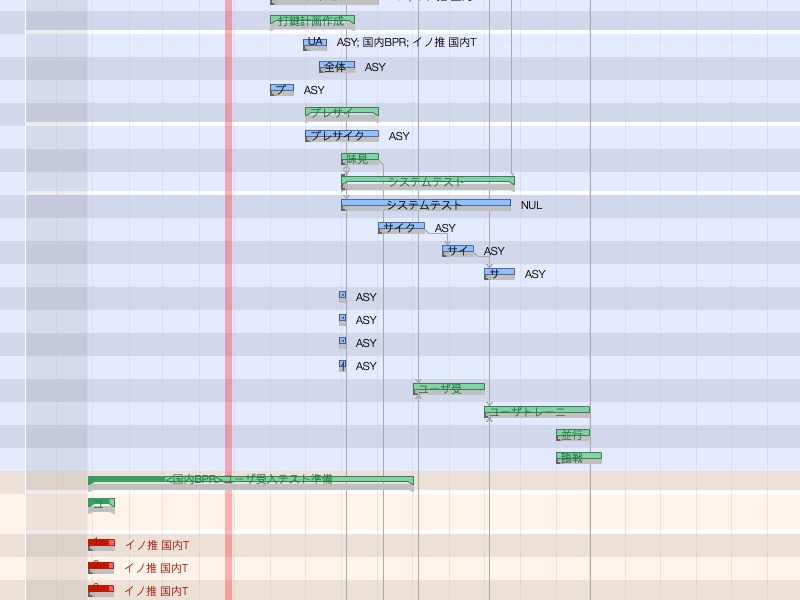 打鍵計画作成
UA ASY; 国内BPR; イノ推 国内T
全体 ASY
プ ASY
プレサイ
プレサイク ASY
味見
システムテスト
システムテスト NUL
サイク ASY
サイ ASY
サ ASY
ASY
ASY
ASY
ASY
ユーザ受
ユーザトレーニ
並行
臨戦
<国内BPR>ユーザ受入テスト準備
ユ
イノ推 国内T
イノ推 国内T
イノ推 国内T